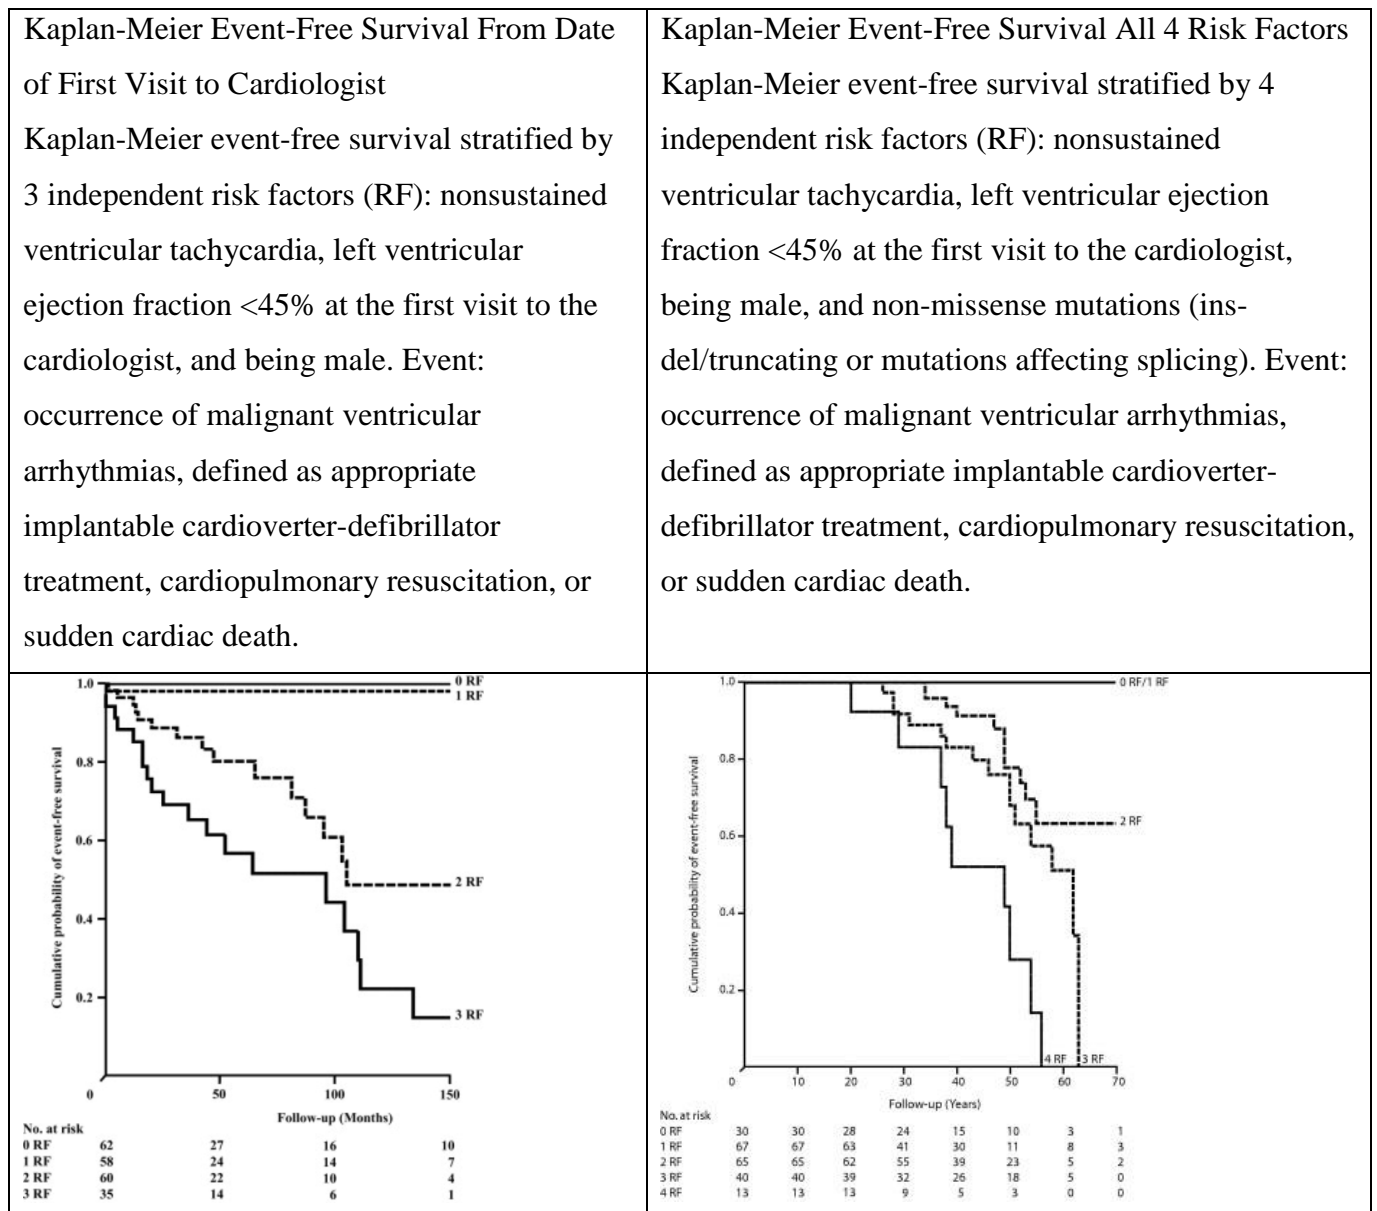 Kaplan-Meier Event-Free Survival From Date
of First Visit to Cardiologist
Kaplan-Meier event-free survival stratified by
3 independent risk factors (RF): nonsustained
ventricular tachycardia, left ventricular
ejection fraction <45% at the first visit to the
cardiologist, and being male. Event:
occurrence of malignant ventricular
arrhythmias, defined as appropriate
implantable cardioverter-defibrillator
treatment, cardiopulmonary resuscitation, or
sudden cardiac death.
Kaplan-Meier Event-Free Survival All 4 Risk Factors
Kaplan-Meier event-free survival stratified by 4
independent risk factors (RF): nonsustained
ventricular tachycardia, left ventricular ejection
fraction <45% at the first visit to the cardiologist,
being male, and non-missense mutations (ins-
del/truncating or mutations affecting splicing). Event:
occurrence of malignant ventricular arrhythmias,
defined as appropriate implantable cardioverter-
defibrillator treatment, cardiopulmonary resuscitation,
or sudden cardiac death.
Cumulative probability of event-free survival
1.0
0.8
0.6
0.4
0.2
0 RF
1 RF
2 RF
3 RF
0 50 100 150
Follow-up (Months)
No. at risk
0 RF 62 27 16 10
1 RF 58 24 14 7
2 RF 60 22 10 4
3 RF 35 14 6 1
Cumulative probability of event-free survival
1.0
0.8
0.6
0.4
0.2
0 RF/1 RF
2 RF
4 RF 3 RF
0 10 20 30 40 50 60 70
Follow-up (Years)
No. at risk
0 RF 30 30 28 24 15 10 3 1
1 RF 67 67 63 41 30 11 8 3
2 RF 65 65 62 55 39 23 5 2
3 RF 40 40 39 32 26 18 5 0
4 RF 13 13 13 9 5 3 0 0